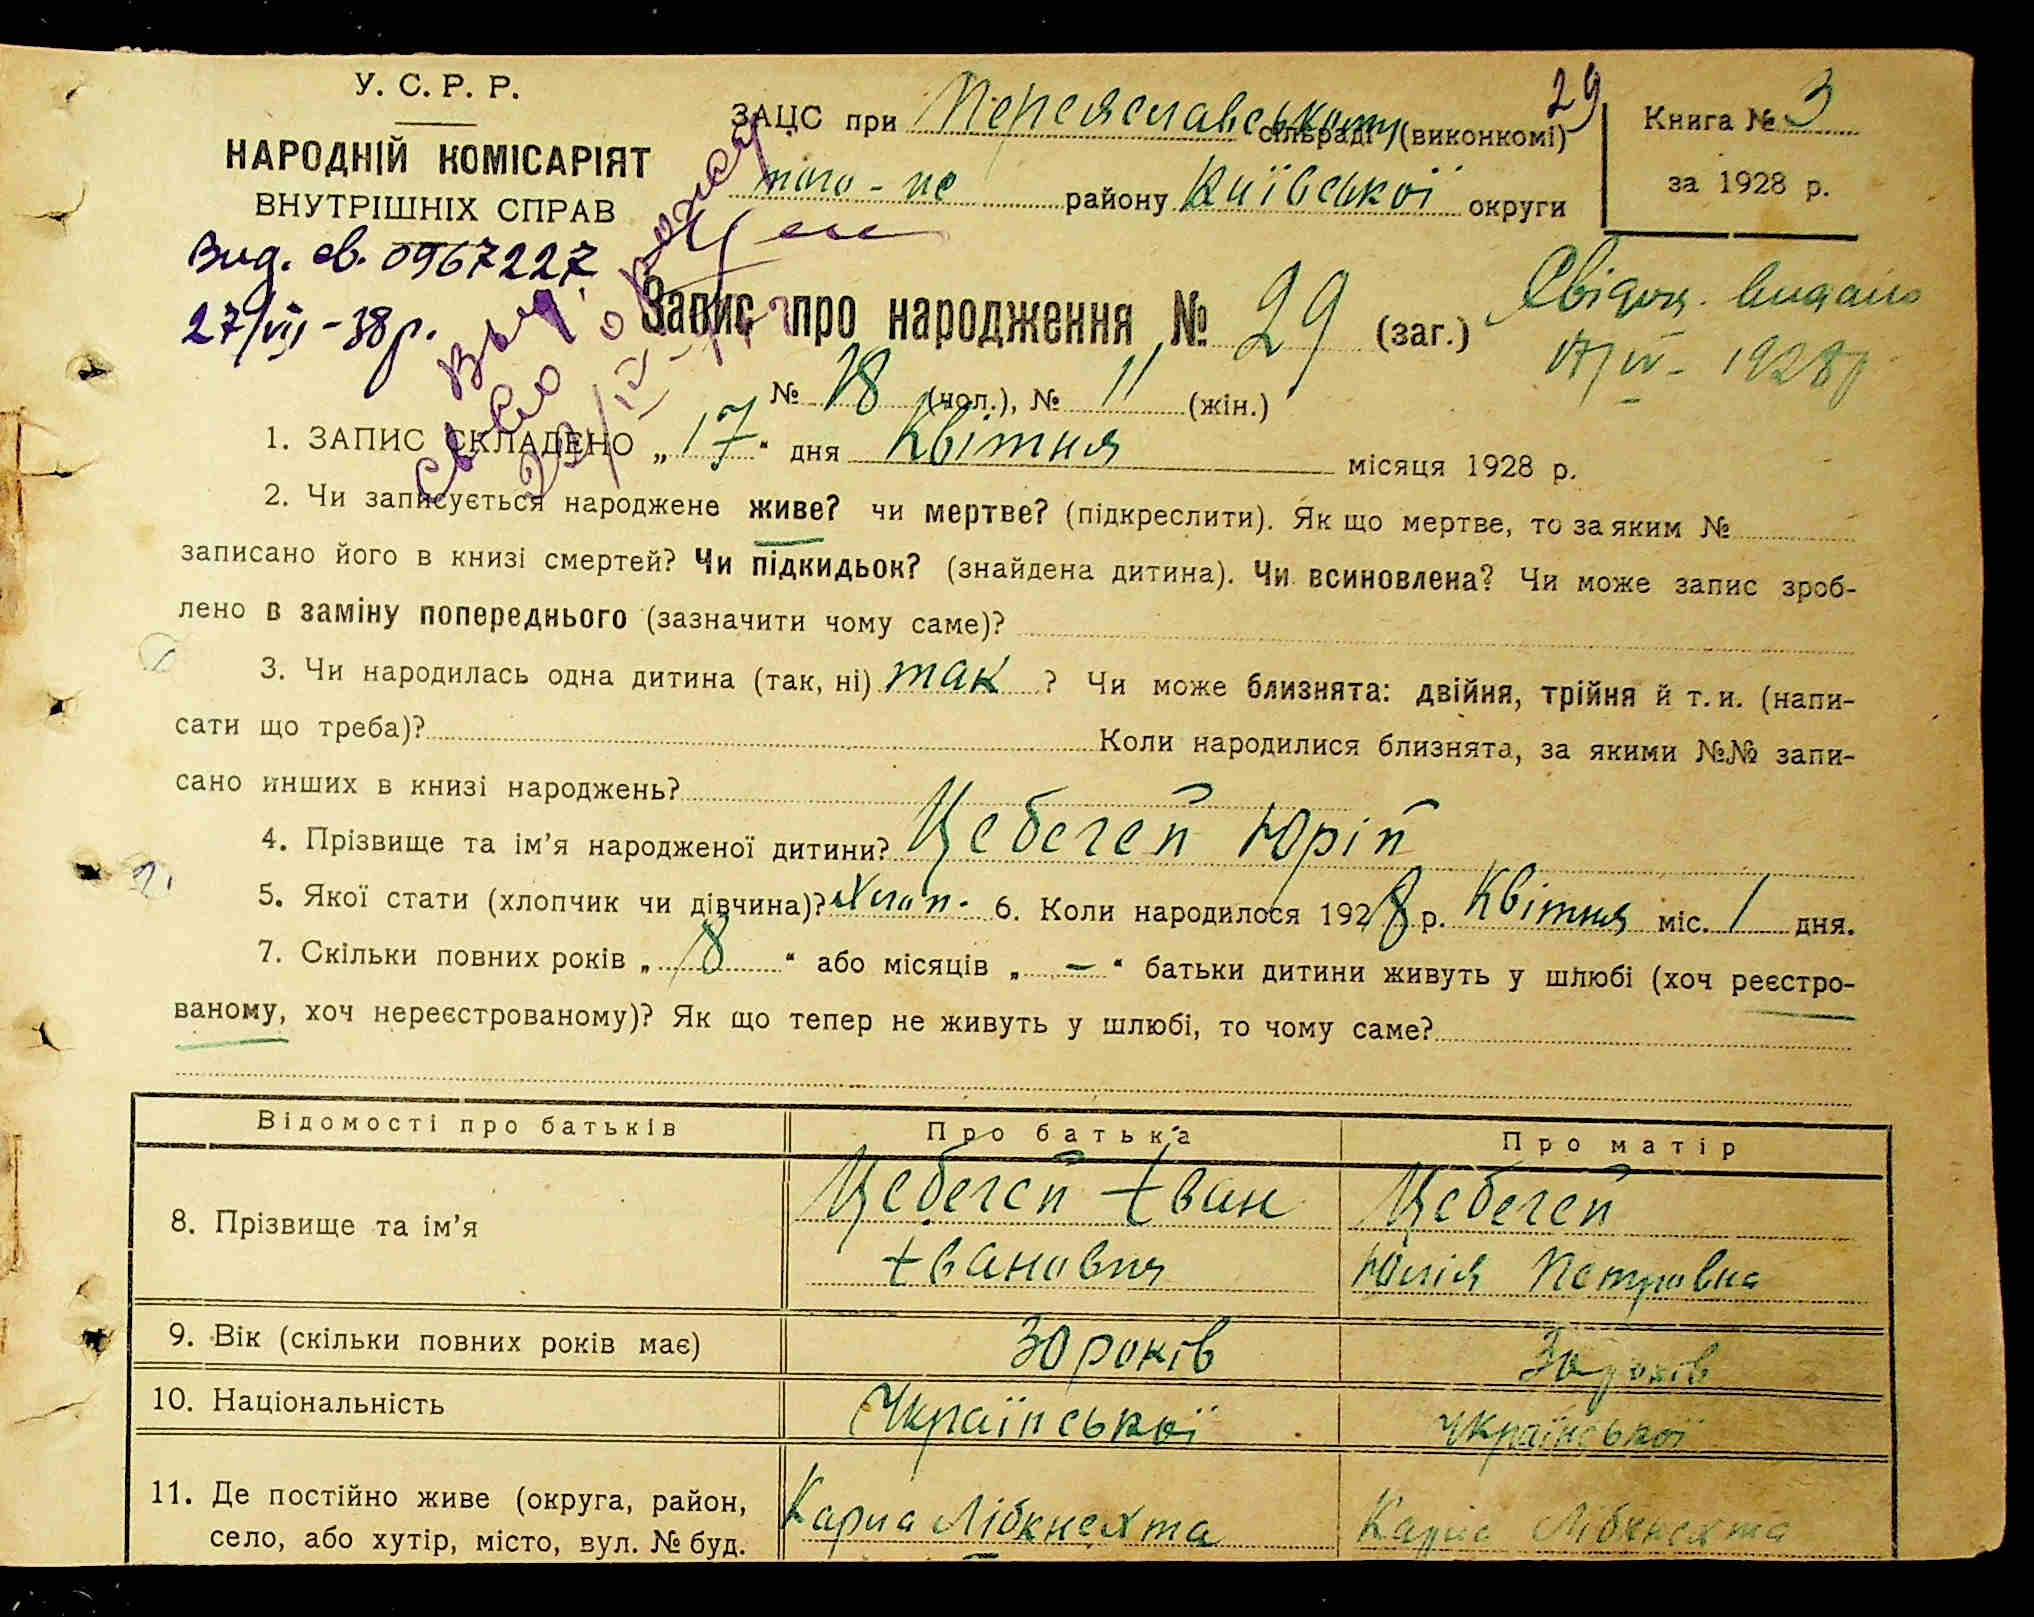 У. С. Р. Р.
НАРОДНІЙ КОМІСАРІЯТ
ВНУТРІШНІХ СПРАВ
Вид. св. 0967227
27/VII-38р.
29
ЗАЦС при Переяславському сільраді (виконкомі)
того-ж району Київської округи
Книга № 3
за 1928 р.
Запис про народження № 29 (заг.)
Свідоц. видано
17/IV - 1928р
№ 18 (чол.), № 11 (жін.)
1. ЗАПИС СКЛАДЕНО „17“ дня Квітня місяця 1928 р.
2. Чи записується народжене живе? чи мертве? (підкреслити). Як що мертве, то за яким №
записано його в книзі смертей? Чи підкидьок? (знайдена дитина). Чи всиновлена? Чи може запис зроб-
лено в заміну попереднього (зазначити чому саме)?
3. Чи народилась одна дитина (так, ні) так ? Чи може близнята: двійня, трійня й т. и. (напи-
сати що треба)? Коли народилися близнята, за якими №№ запи-
сано инших в книзі народжень?
4. Прізвище та ім'я народженої дитини? Цебегей Юрій
5. Якої стати (хлопчик чи дівчина)? Хлоп. 6. Коли народилося 1928 р. Квітня міс. 1 дня.
7. Скільки повних років „8“ або місяців „—“ батьки дитини живуть у шлюбі (хоч реєстро-
ваному, хоч нереєстрованому)? Як що тепер не живуть у шлюбі, то чому саме?
Відомості про батьків Про батька Про матір
8. Прізвище та ім'я
Цебегей Іван
Іванович
Цебегей
Юлія Петровна
9. Вік (скільки повних років має) 30 років 30 років
10. Національність Української української
11. Де постійно живе (округа, район,
село, або хутір, місто, вул. № буд.
Карла Лібкнехта Карла Лібкнехта